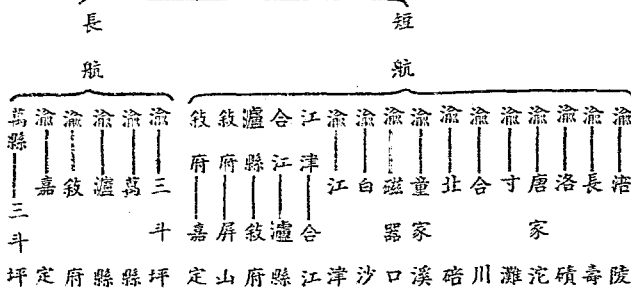 短航
渝——涪陵
渝——長壽
渝——洛磧
渝——唐家沱
渝——寸灘
渝——合川
渝——北碚
渝——童家溪
渝——磁器口
渝——白沙
渝——江津
江津——合江
合江——瀘縣
瀘縣——敍府
敍府——屏山
敍府——嘉定
長航
渝——三斗坪
渝——萬縣
渝——瀘縣
渝——敍府
渝——嘉定
萬縣——三斗坪